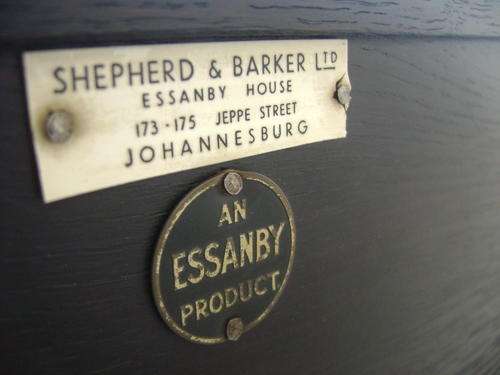 SHEPHERD & BARKER LTD
ESSANBY HOUSE
173-175 JEPPE STREET
JOHANNESBURG
AN
ESSANBY
PRODUCT